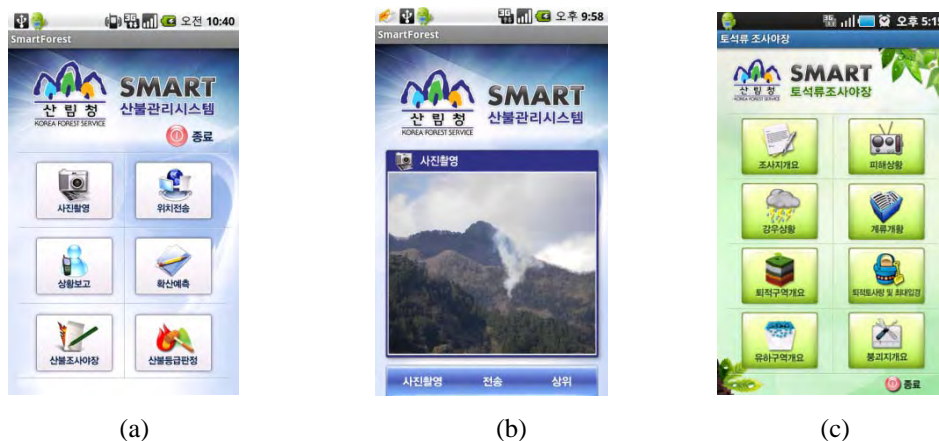 오전 10:40
SmartForest
산림청
KOREA FOREST SERVICE
SMART
산불관리시스템
종료
사진촬영
위치전송
상황보고
확산예측
산불조사야장
산불등급판정
(a)
오후 9:58
SmartForest
산림청
KOREA FOREST SERVICE
SMART
산불관리시스템
사진촬영
사진촬영 전송 상위
(b)
오후 5:15
토석류 조사야장
산림청
KOREA FOREST SERVICE
SMART
토석류조사야장
조사지개요
피해상황
강우상황
계류개황
퇴적구역개요
퇴적토사량 및 최대입경
유하구역개요
붕괴지개요
종료
(c)